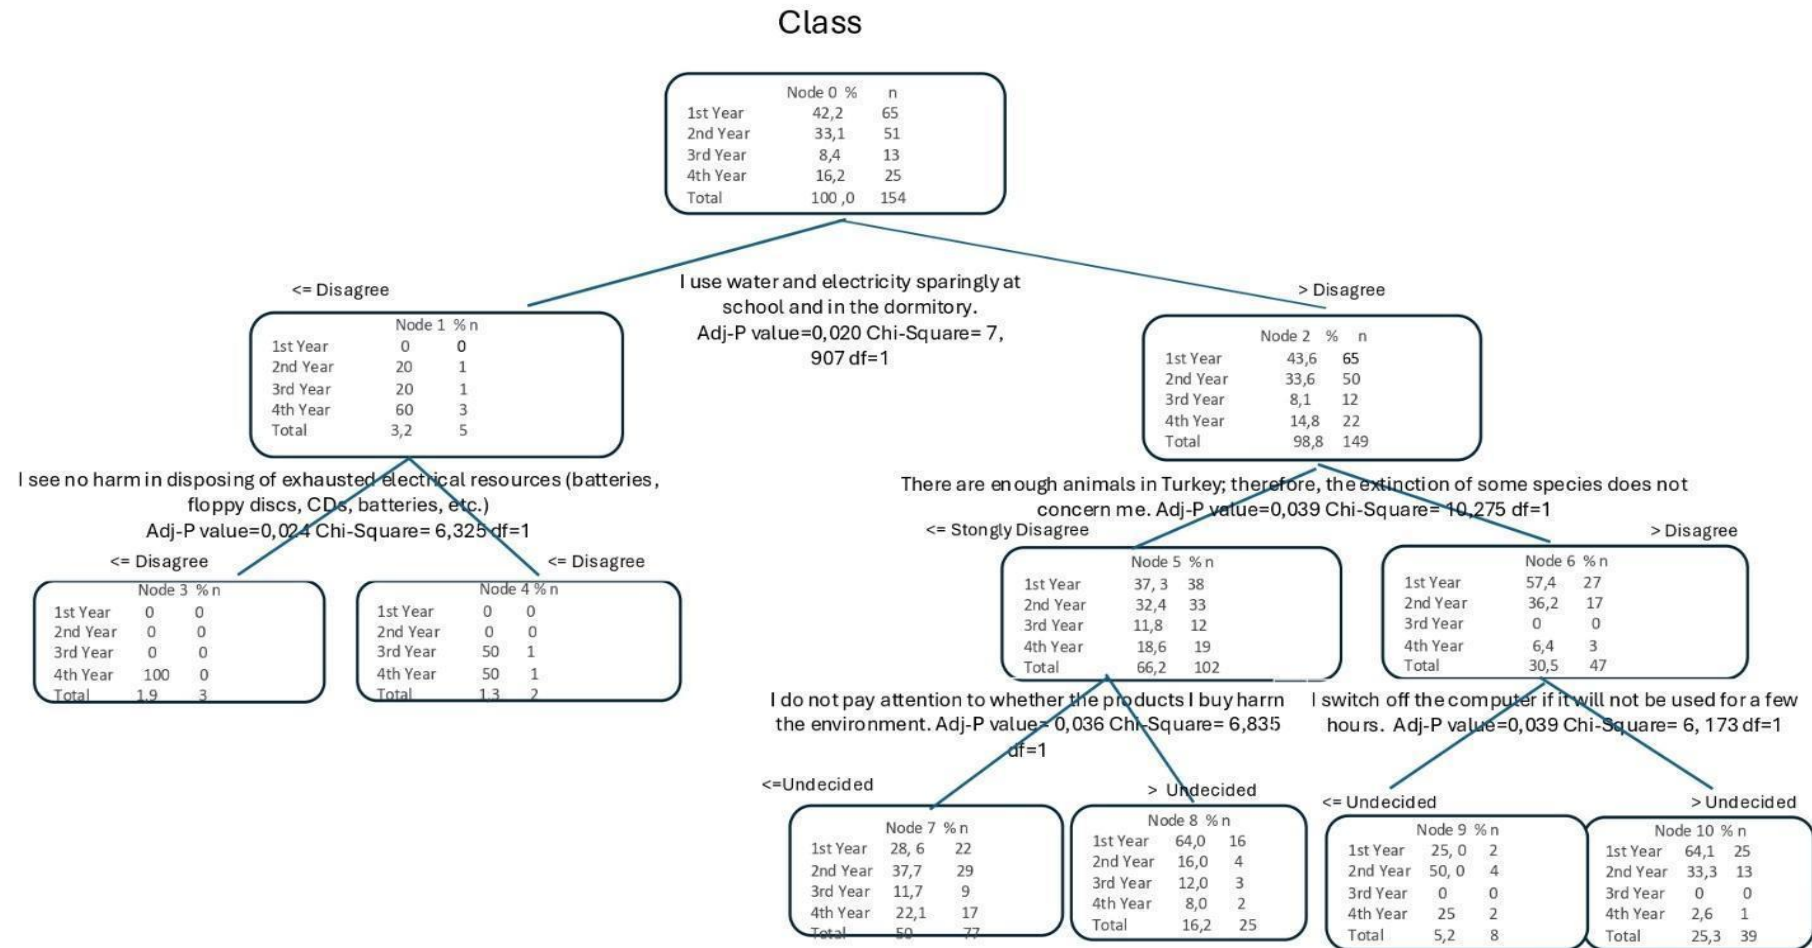 Class
Node 0 % n
1st Year 42,2 65
2nd Year 33,1 51
3rd Year 8,4 13
4th Year 16,2 25
Total 100 ,0 154
<= Disagree
I use water and electricity sparingly at
school and in the dormitory.
Adj-P value=0,020 Chi-Square= 7,
907 df=1
> Disagree
Node 1 % n
1st Year 0 0
2nd Year 20 1
3rd Year 20 1
4th Year 60 3
Total 3,2 5
Node 2 % n
1st Year 43,6 65
2nd Year 33,6 50
3rd Year 8,1 12
4th Year 14,8 22
Total 98,8 149
I see no harm in disposing of exhausted electrical resources (batteries,
floppy discs, CDs, batteries, etc.)
Adj-P value=0,024 Chi-Square= 6,325 df=1
<= Disagree
<= Disagree
There are enough animals in Turkey; therefore, the extinction of some species does not
concern me. Adj-P value=0,039 Chi-Square= 10,275 df=1
<= Stongly Disagree
> Disagree
Node 3 % n
1st Year 0 0
2nd Year 0 0
3rd Year 0 0
4th Year 100 0
Total 1,9 3
Node 4 % n
1st Year 0 0
2nd Year 0 0
3rd Year 50 1
4th Year 50 1
Total 1,3 2
Node 5 % n
1st Year 37, 3 38
2nd Year 32,4 33
3rd Year 11,8 12
4th Year 18,6 19
Total 66,2 102
Node 6 % n
1st Year 57,4 27
2nd Year 36,2 17
3rd Year 0 0
4th Year 6,4 3
Total 30,5 47
I do not pay attention to whether the products I buy harm
the environment. Adj-P value= 0,036 Chi-Square= 6,835
df=1
I switch off the computer if it will not be used for a few
hours. Adj-P value=0,039 Chi-Square= 6, 173 df=1
<=Undecided
> Undecided
<= Undecided
> Undecided
Node 7 % n
1st Year 28, 6 22
2nd Year 37,7 29
3rd Year 11,7 9
4th Year 22,1 17
Total 50 77
Node 8 % n
1st Year 64,0 16
2nd Year 16,0 4
3rd Year 12,0 3
4th Year 8,0 2
Total 16,2 25
Node 9 % n
1st Year 25, 0 2
2nd Year 50, 0 4
3rd Year 0 0
4th Year 25 2
Total 5,2 8
Node 10 % n
1st Year 64,1 25
2nd Year 33,3 13
3rd Year 0 0
4th Year 2,6 1
Total 25,3 39